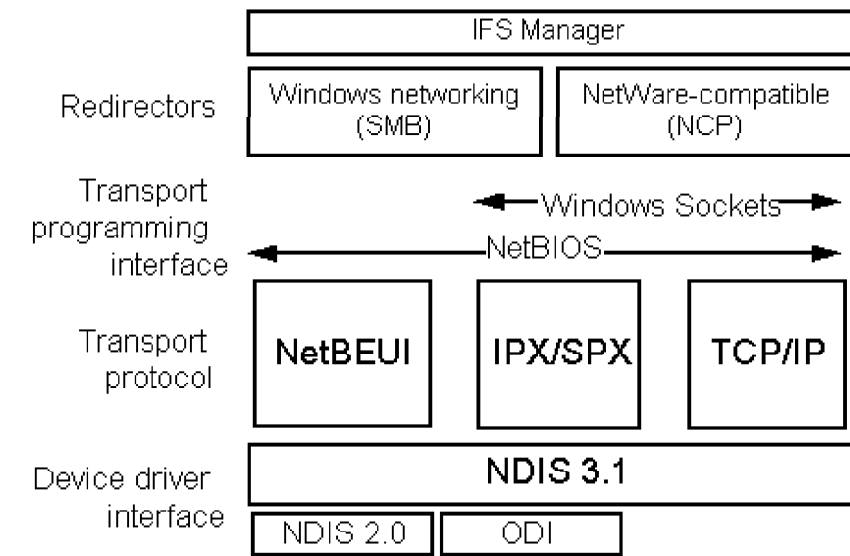 IFS Manager
Redirectors
Windows networking
(SMB)
NetWare-compatible
(NCP)
Transport
programming
interface
Windows Sockets
NetBIOS
Transport
protocol
NetBEUI
IPX/SPX
TCP/IP
Device driver
interface
NDIS 3.1
NDIS 2.0
ODI